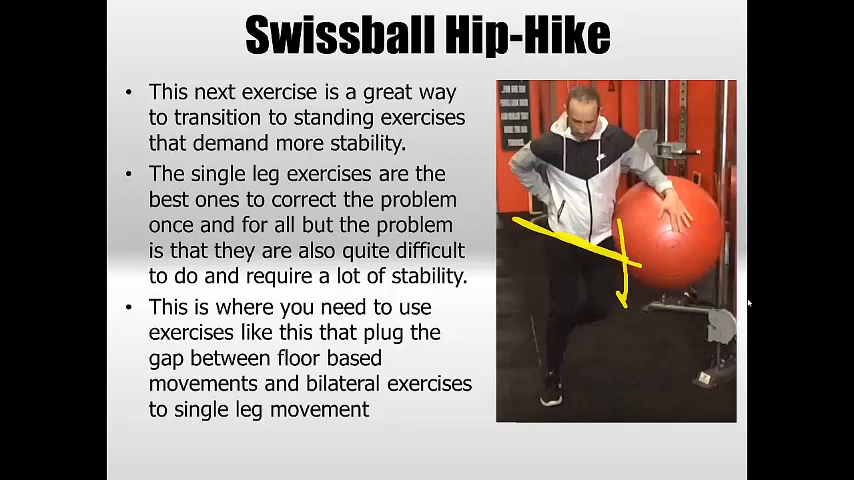 Swissball Hip-Hike
• This next exercise is a great way
to transition to standing exercises
that demand more stability.
• The single leg exercises are the
best ones to correct the problem
once and for all but the problem
is that they are also quite difficult
to do and require a lot of stability.
• This is where you need to use
exercises like this that plug the
gap between floor based
movements and bilateral exercises
to single leg movement